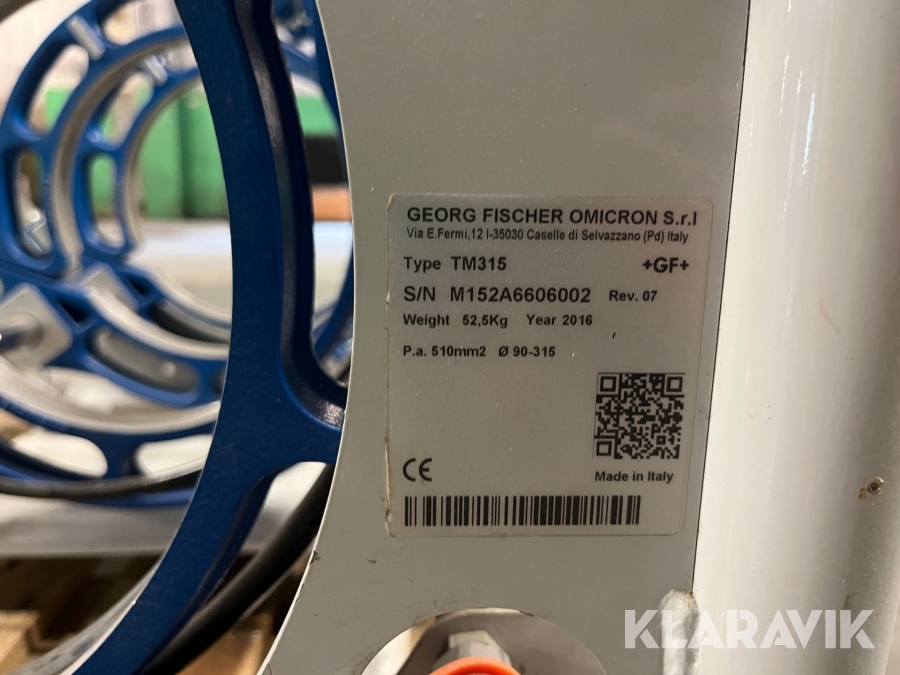 GEORG FISCHER OMICRON S.r.l
Via E.Fermi,12 I-35030 Caselle di Selvazzano (Pd) Italy
Type TM315 +GF+
S/N M152A6606002 Rev. 07
Weight 52,5Kg Year 2016
P.a. 510mm2 Ø 90-315
CE
Made in Italy
KLARAVIK